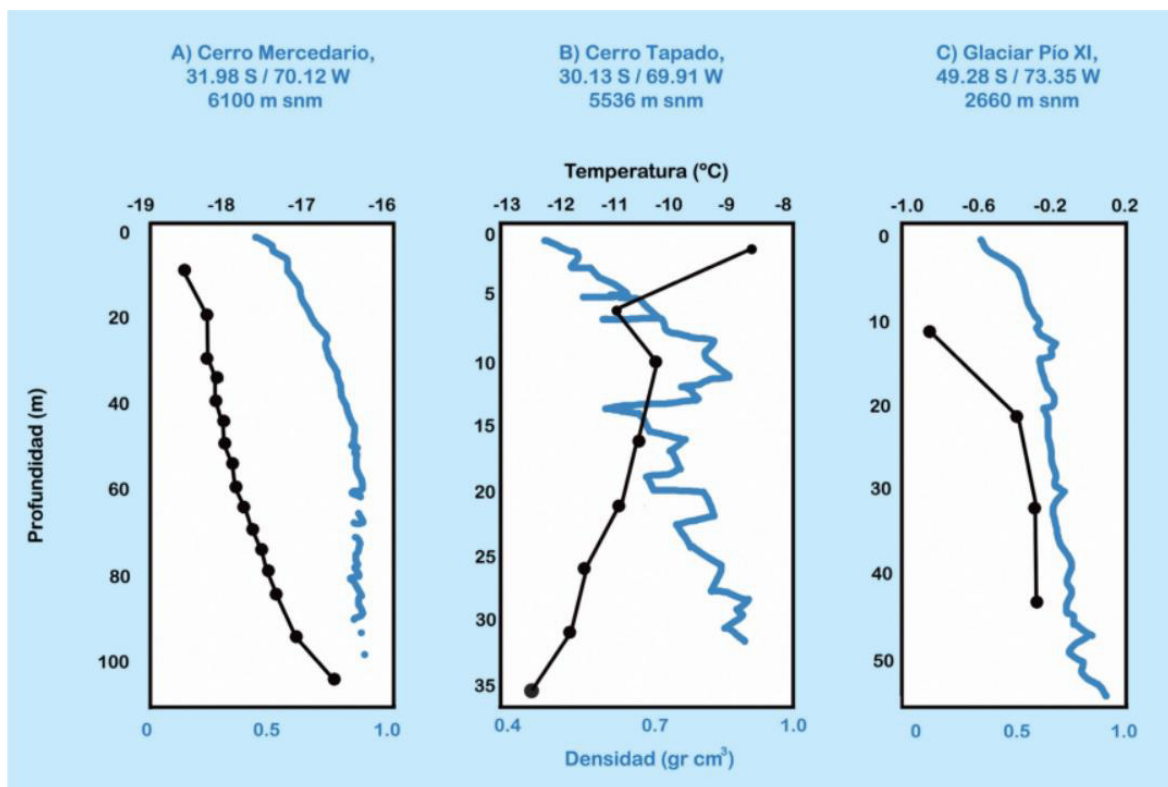 A) Cerro Mercedario,
31.98 S / 70.12 W
6100 m snm
B) Cerro Tapado,
30.13 S / 69.91 W
5536 m snm
C) Glaciar Pío XI,
49.28 S / 73.35 W
2660 m snm
Temperatura (ºC)
-19 -18 -17 -16
-13 -12 -11 -10 -9 -8
-1.0 -0.6 -0.2 0.2
Profundidad (m)
0
20
40
60
80
100
0
5
10
15
20
25
30
35
0
10
20
30
40
50
0 0.5 1.0
0.4 0.7 1.0
0 0.5 1.0
Densidad (gr cm³)